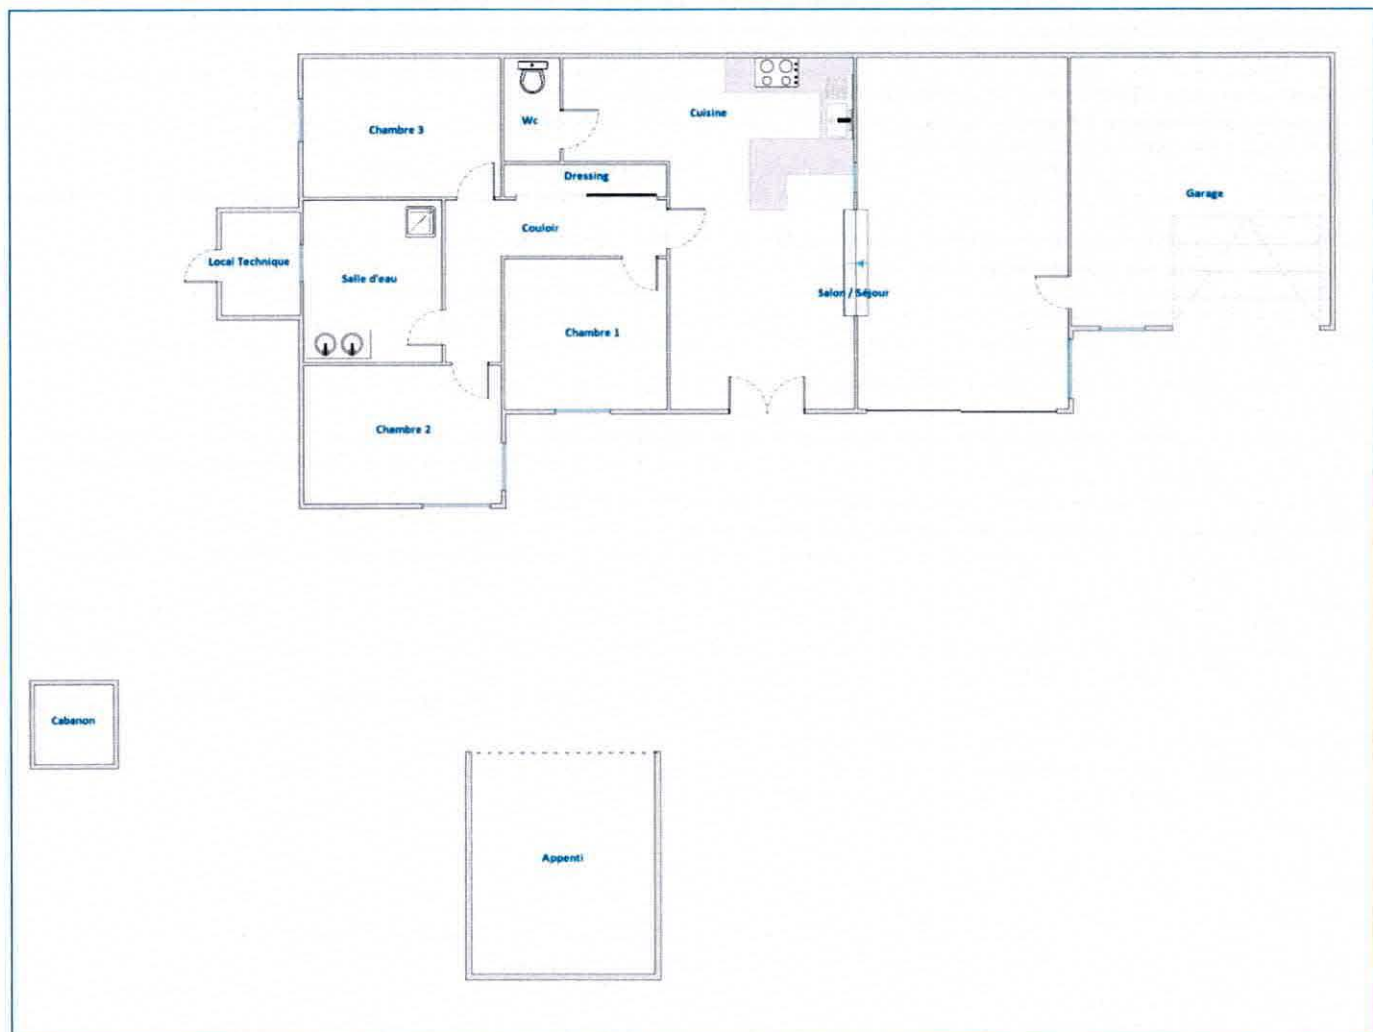 Chambre 3
Wc
Cuisine
Dressing
Garage
Couloir
Local Technique
Salle d'eau
Salon / Séjour
Chambre 1
Chambre 2
Cabanon
Appenti